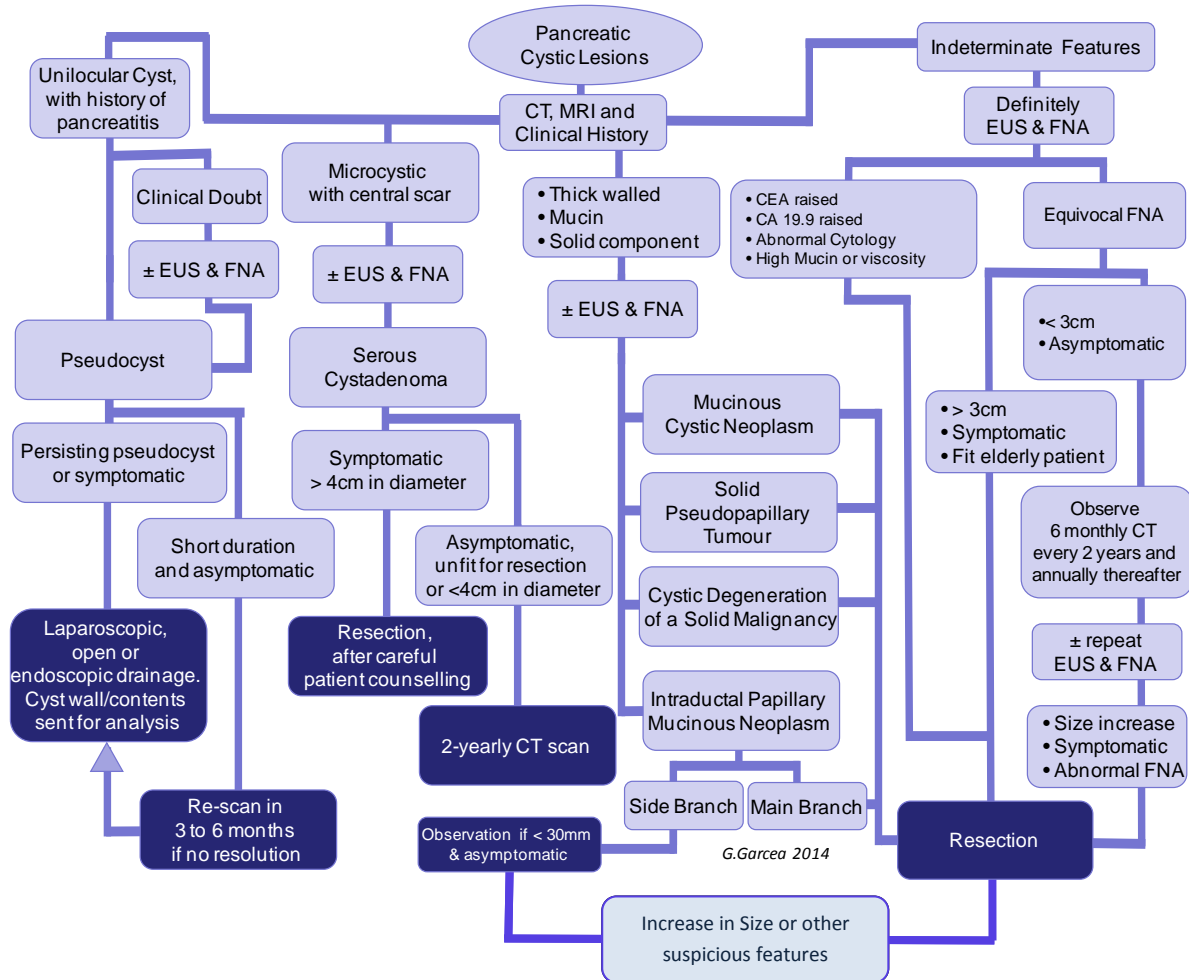 Pancreatic
Cystic Lesions
CT, MRI and
Clinical History
Unilocular Cyst,
with history of
pancreatitis
Clinical Doubt
± EUS & FNA
Pseudocyst
Persisting pseudocyst
or symptomatic
Short duration
and asymptomatic
Laparoscopic,
open or
endoscopic drainage.
Cyst wall/contents
sent for analysis
Re-scan in
3 to 6 months
if no resolution
Microcystic
with central scar
± EUS & FNA
Serous
Cystadenoma
Symptomatic
> 4cm in diameter
Asymptomatic,
unfit for resection
or <4cm in diameter
Resection,
after careful
patient counselling
2-yearly CT scan
• Thick walled
• Mucin
• Solid component
± EUS & FNA
Mucinous
Cystic Neoplasm
Solid
Pseudopapillary
Tumour
Cystic Degeneration
of a Solid Malignancy
Intraductal Papillary
Mucinous Neoplasm
Side Branch
Main Branch
Observation if < 30mm
& asymptomatic
G.Garcea 2014
Indeterminate Features
Definitely
EUS & FNA
• CEA raised
• CA 19.9 raised
• Abnormal Cytology
• High Mucin or viscosity
Equivocal FNA
•< 3cm
• Asymptomatic
• > 3cm
• Symptomatic
• Fit elderly patient
Observe
6 monthly CT
every 2 years and
annually thereafter
± repeat
EUS & FNA
• Size increase
• Symptomatic
• Abnormal FNA
Resection
Increase in Size or other
suspicious features